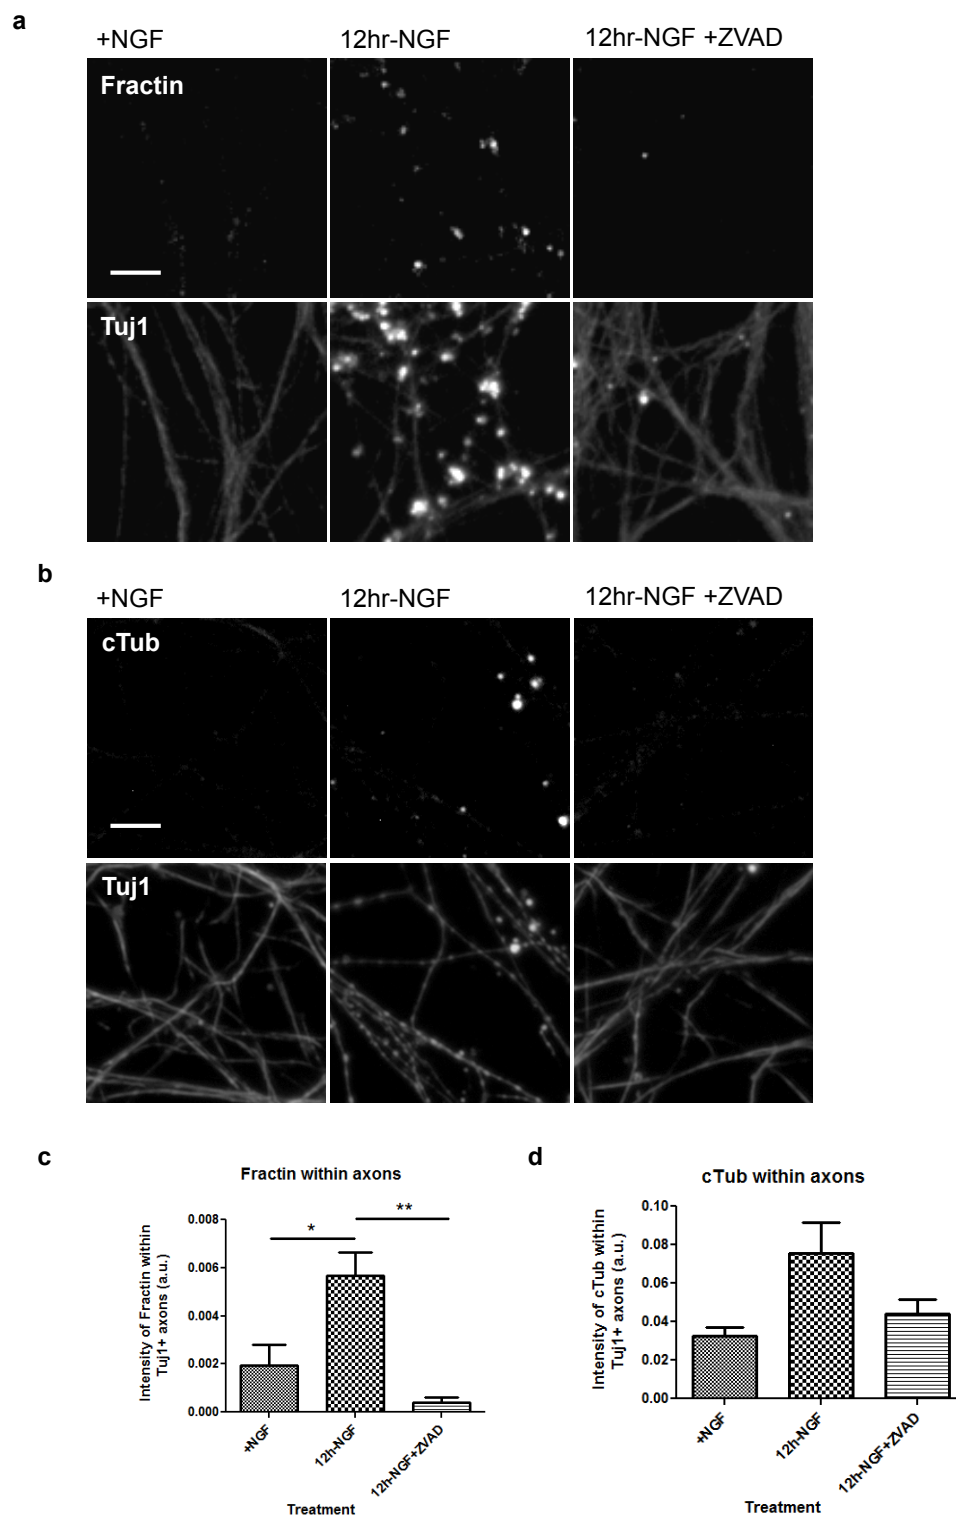 a
+NGF 12hr-NGF 12hr-NGF +ZVAD
Fractin
Tuj1
b
+NGF 12hr-NGF 12hr-NGF +ZVAD
cTub
Tuj1
c
Fractin within axons
Intensity of Fractin within
Tuj1+ axons (a.u.)
0.008
0.006
0.004
0.002
0.000
*
**
+NGF
12h-NGF
12h-NGF+ZVAD
Treatment
d
cTub within axons
Intensity of cTub within
Tuj1+ axons (a.u.)
0.10
0.08
0.06
0.04
0.02
0.00
+NGF
12h-NGF
12h-NGF+ZVAD
Treatment